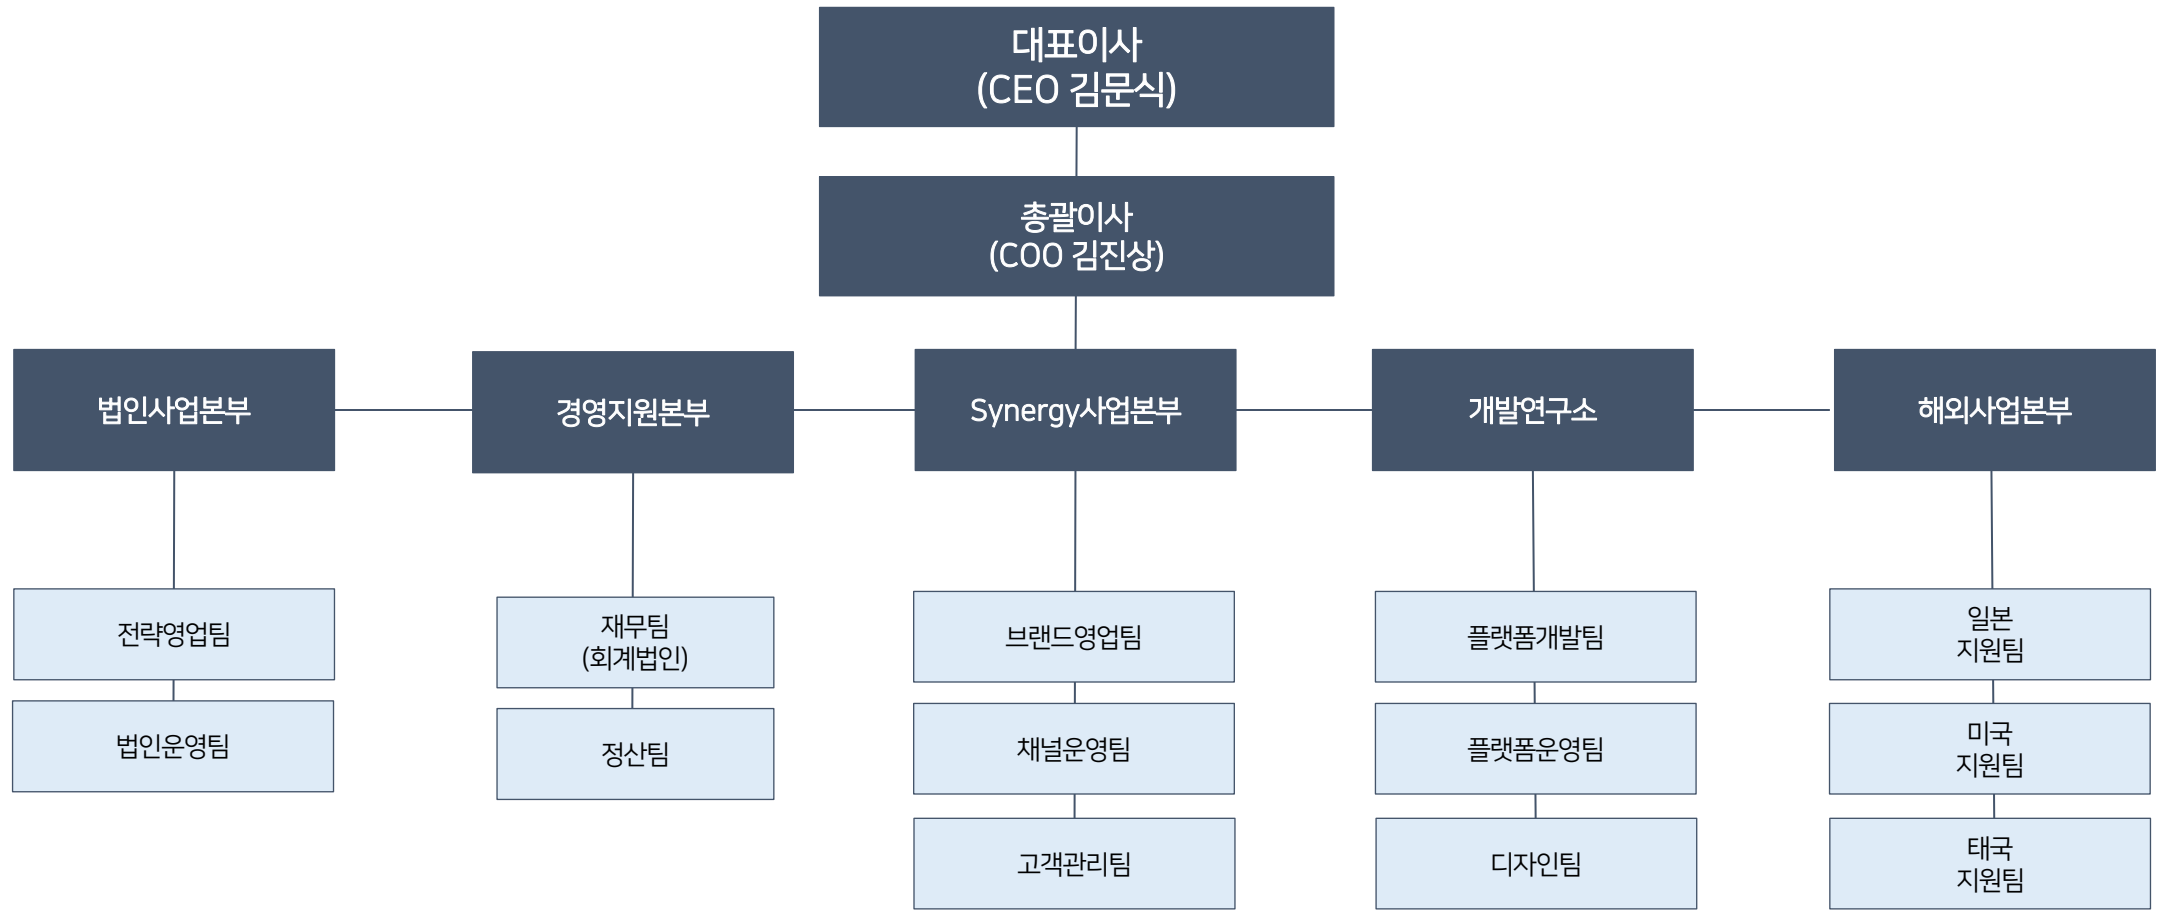 대표이사
(CEO 김문식)
총괄이사
(COO 김진상)
법인사업본부
경영지원본부
Synergy사업본부
개발연구소
해외사업본부
전략영업팀
법인운영팀
재무팀
(회계법인)
정산팀
브랜드영업팀
채널운영팀
고객관리팀
플랫폼개발팀
플랫폼운영팀
디자인팀
일본
지원팀
미국
지원팀
태국
지원팀